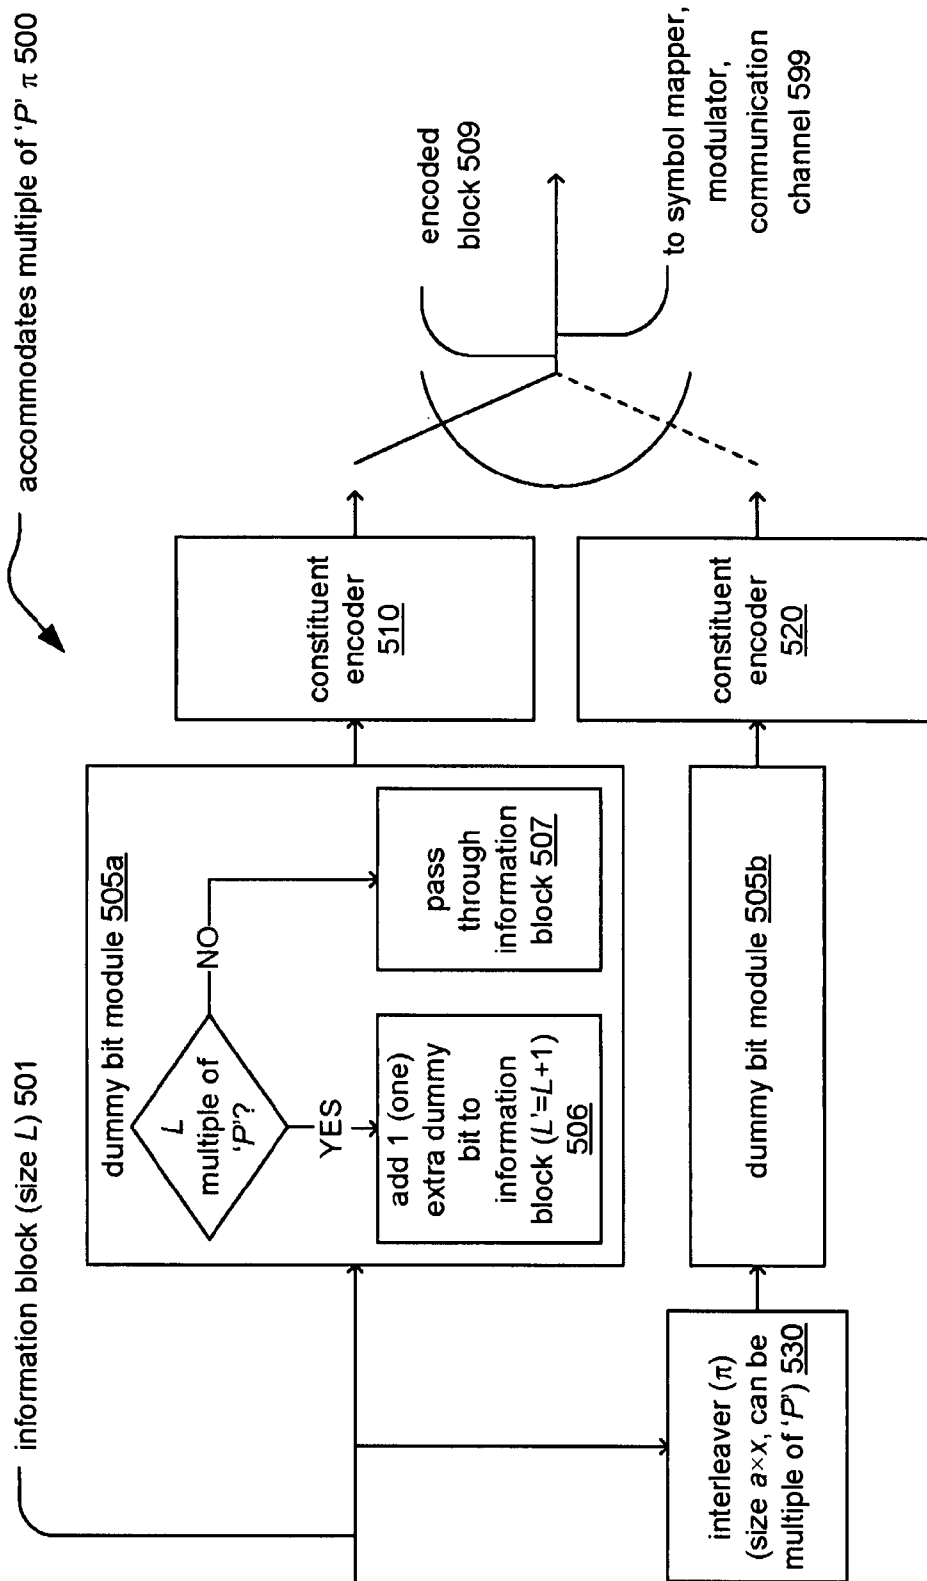 information block (size L) 501
accommodates multiple of 'P' π 500
dummy bit module 505a
L
multiple of
'P'?
NO
YES
add 1 (one)
extra dummy
bit to
information
block (L'=L+1)
506
pass
through
information
block 507
constituent
encoder
510
encoded
block 509
interleaver (π)
(size a×x, can be
multiple of 'P') 530
dummy bit module 505b
constituent
encoder
520
to symbol mapper,
modulator,
communication
channel 599